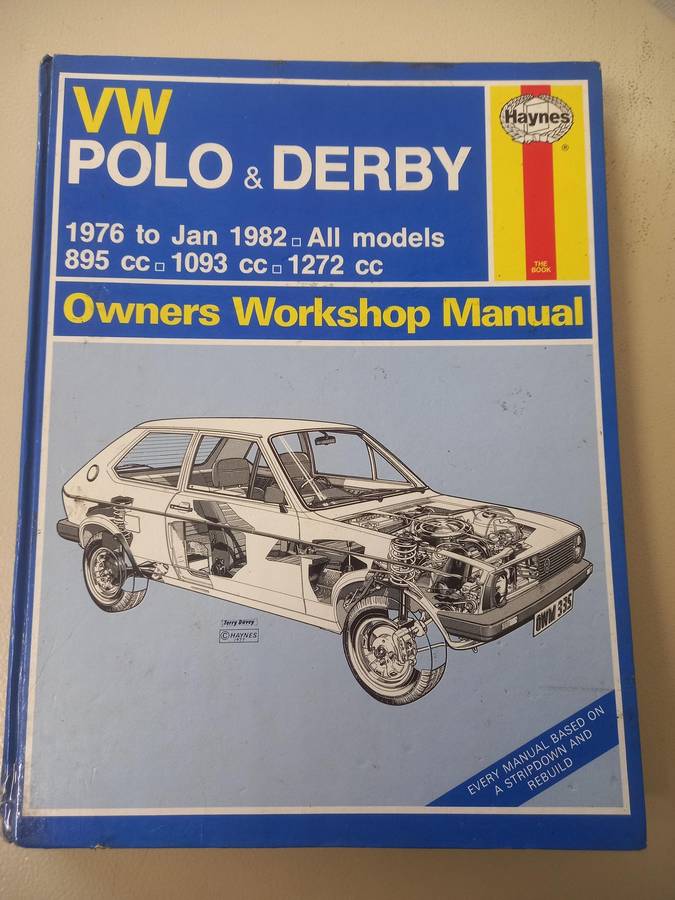 VW
POLO & DERBY
Haynes
®
1976 to Jan 1982 □ All models
895 cc □ 1093 cc □ 1272 cc
THE
BOOK
Owners Workshop Manual
Terry Davey
© HAYNES
OWM 335
EVERY MANUAL BASED ON
A STRIPDOWN AND
REBUILD